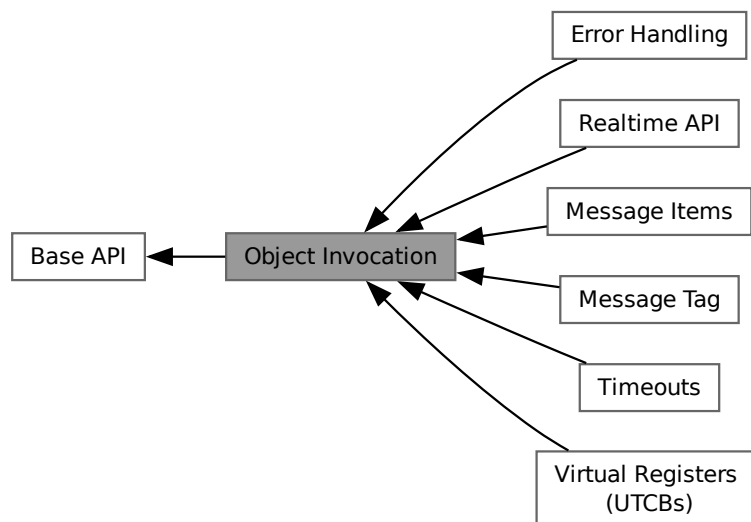 Error Handling
Realtime API
Message Items
Base API
Object Invocation
Message Tag
Timeouts
Virtual Registers
(UTCBs)